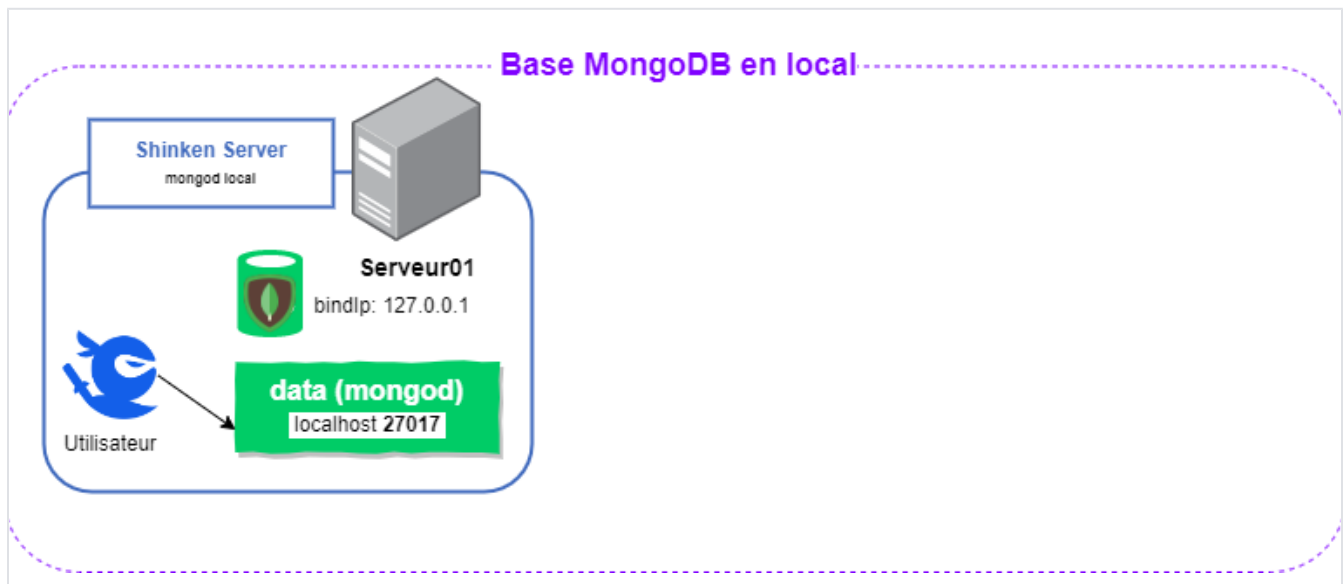 Base MongoDB en local
Shinken Server
mongod local
Serveur01
bindIp: 127.0.0.1
data (mongod)
localhost 27017
Utilisateur